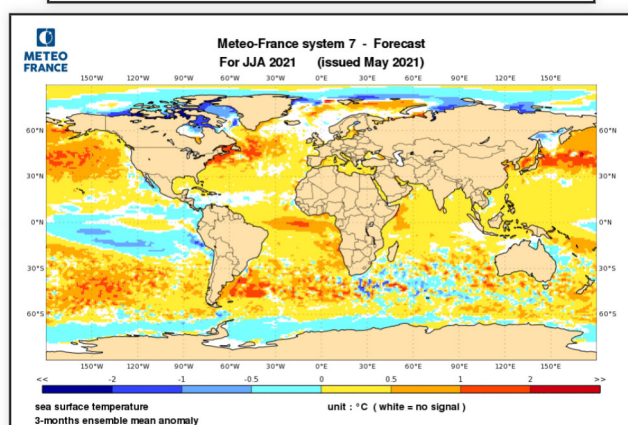 METEO
FRANCE
Meteo-France system 7 - Forecast
For JJA 2021 (issued May 2021)
150°W 120°W 90°W 60°W 30°W 0°E 30°E 60°E 90°E 120°E 150°E
60°N 60°N
30°N 30°N
0°N 0°N
30°S 30°S
60°S 60°S
150°W 120°W 90°W 60°W 30°W 0°E 30°E 60°E 90°E 120°E 150°E
<< -2 -1 -0.5 0 0.5 1 2 >>
sea surface temperature unit : °C ( white = no signal )
3-months ensemble mean anomaly